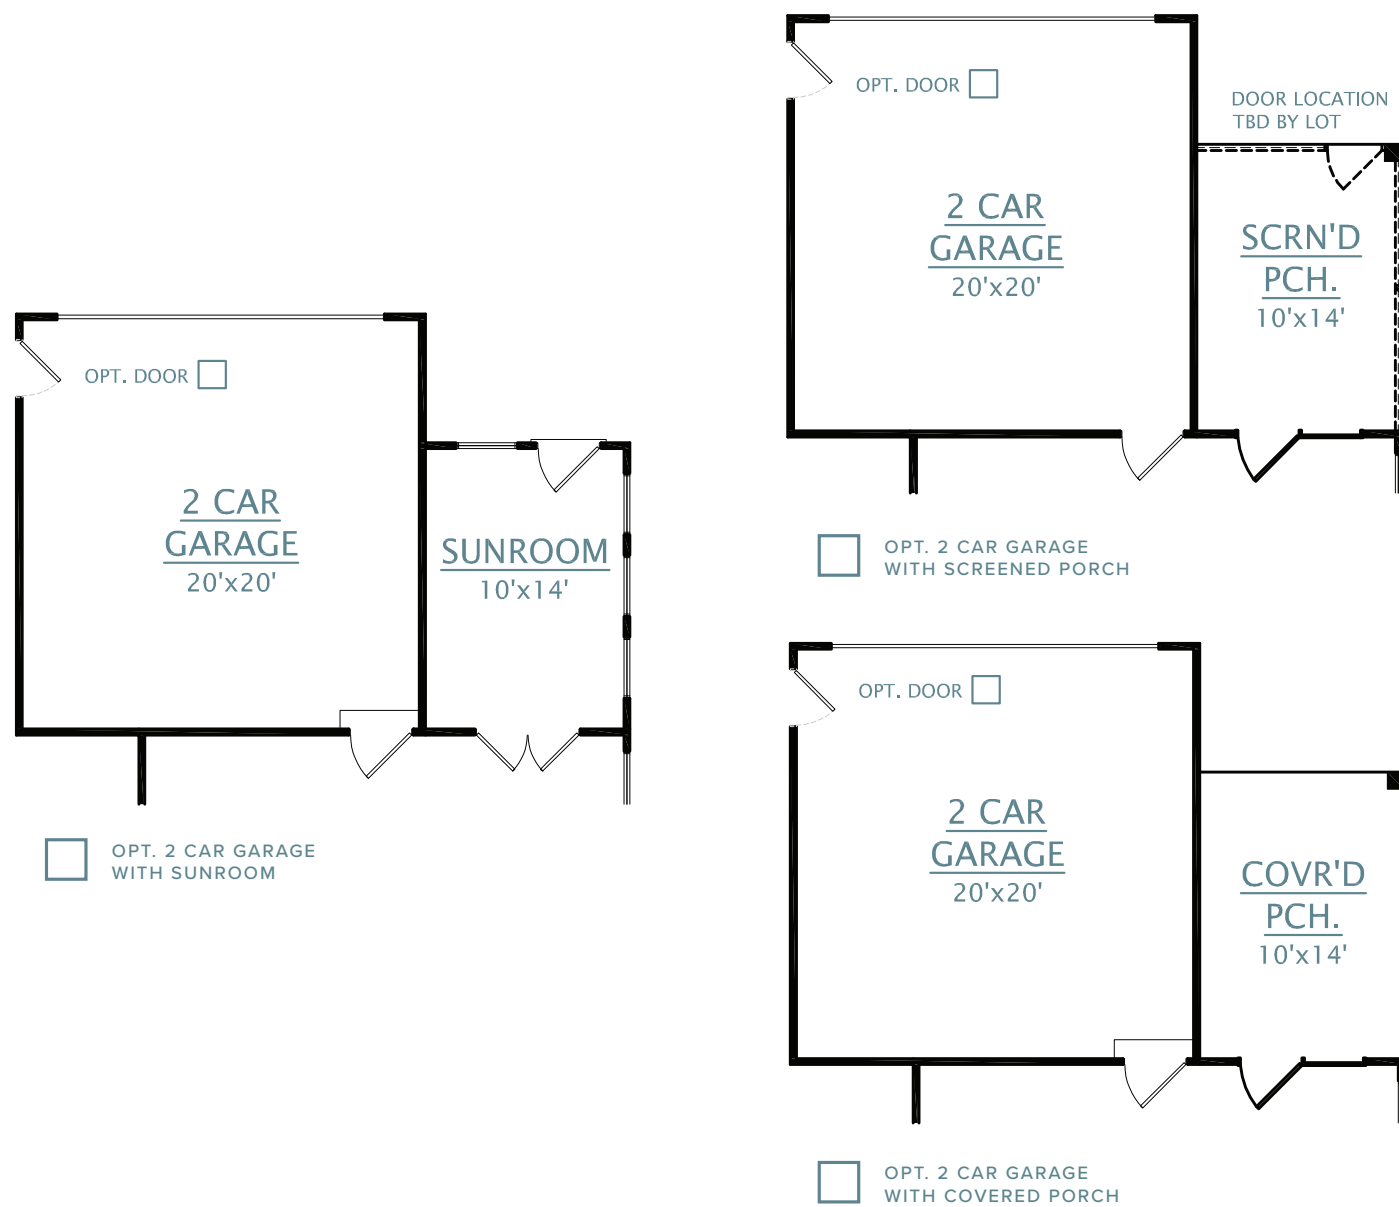 OPT. DOOR
2 CAR
GARAGE
20'x20'
SUNROOM
10'x14'
OPT. 2 CAR GARAGE
WITH SUNROOM
OPT. DOOR
DOOR LOCATION
TBD BY LOT
2 CAR
GARAGE
20'x20'
SCRN'D
PCH.
10'x14'
OPT. 2 CAR GARAGE
WITH SCREENED PORCH
OPT. DOOR
2 CAR
GARAGE
20'x20'
COVR'D
PCH.
10'x14'
OPT. 2 CAR GARAGE
WITH COVERED PORCH